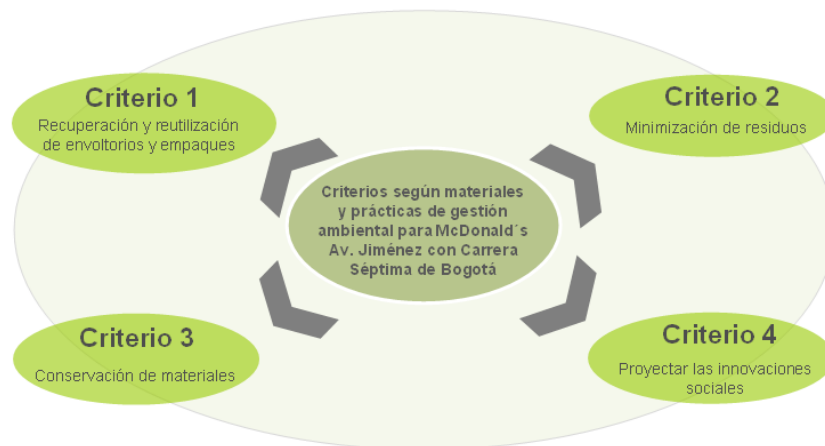 Criterio 1
Recuperación y reutilización
de envoltorios y empaques
Criterio 2
Minimización de residuos
Criterios según materiales
y prácticas de gestión
ambiental para McDonald´s
Av. Jiménez con Carrera
Séptima de Bogotá
Criterio 3
Conservación de materiales
Criterio 4
Proyectar las innovaciones
sociales